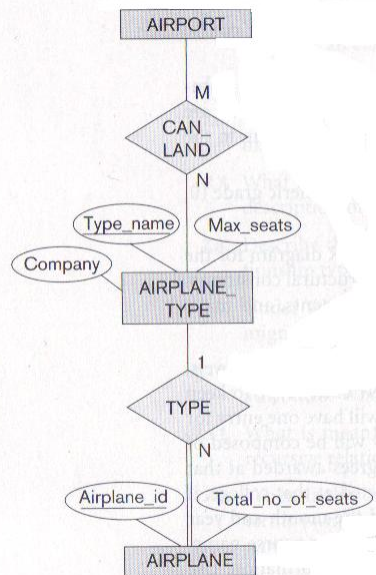 AIRPORT
M
CAN_
LAND
N
Type_name
Max_seats
Company
AIRPLANE_
TYPE
1
TYPE
N
Airplane_id
Total_no_of_seats
AIRPLANE